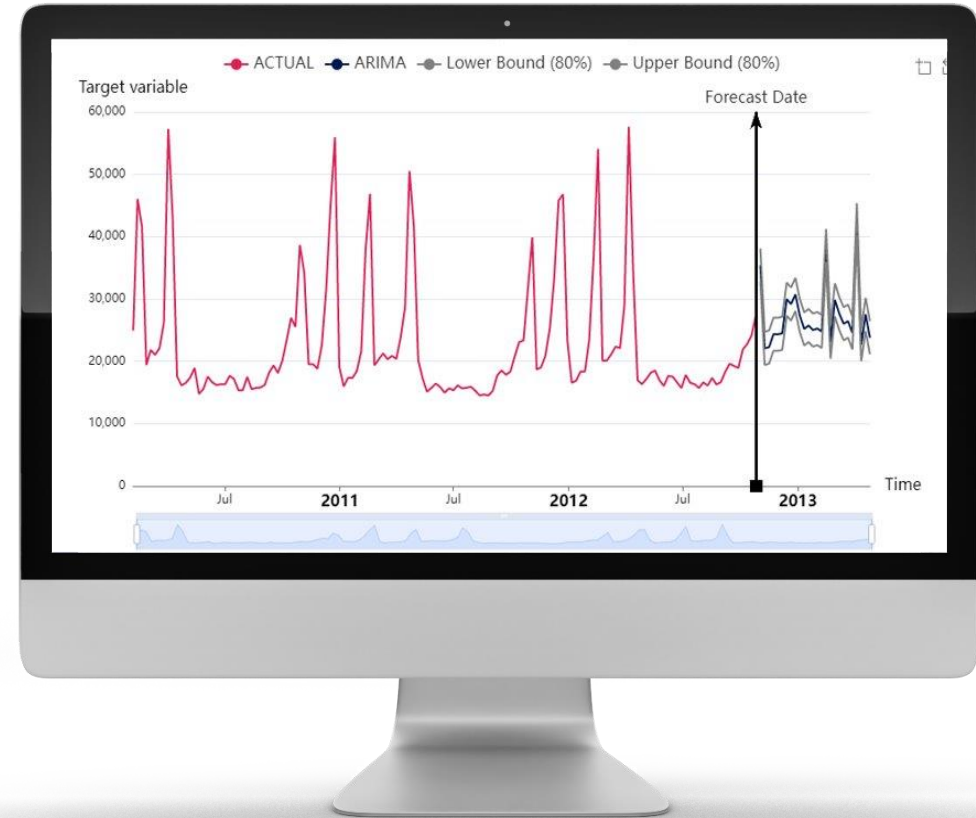 ACTUAL ARIMA Lower Bound (80%) Upper Bound (80%)
Target variable
Forecast Date
60,000
50,000
40,000
30,000
20,000
10,000
0
Jul 2011 Jul 2012 Jul 2013
Time